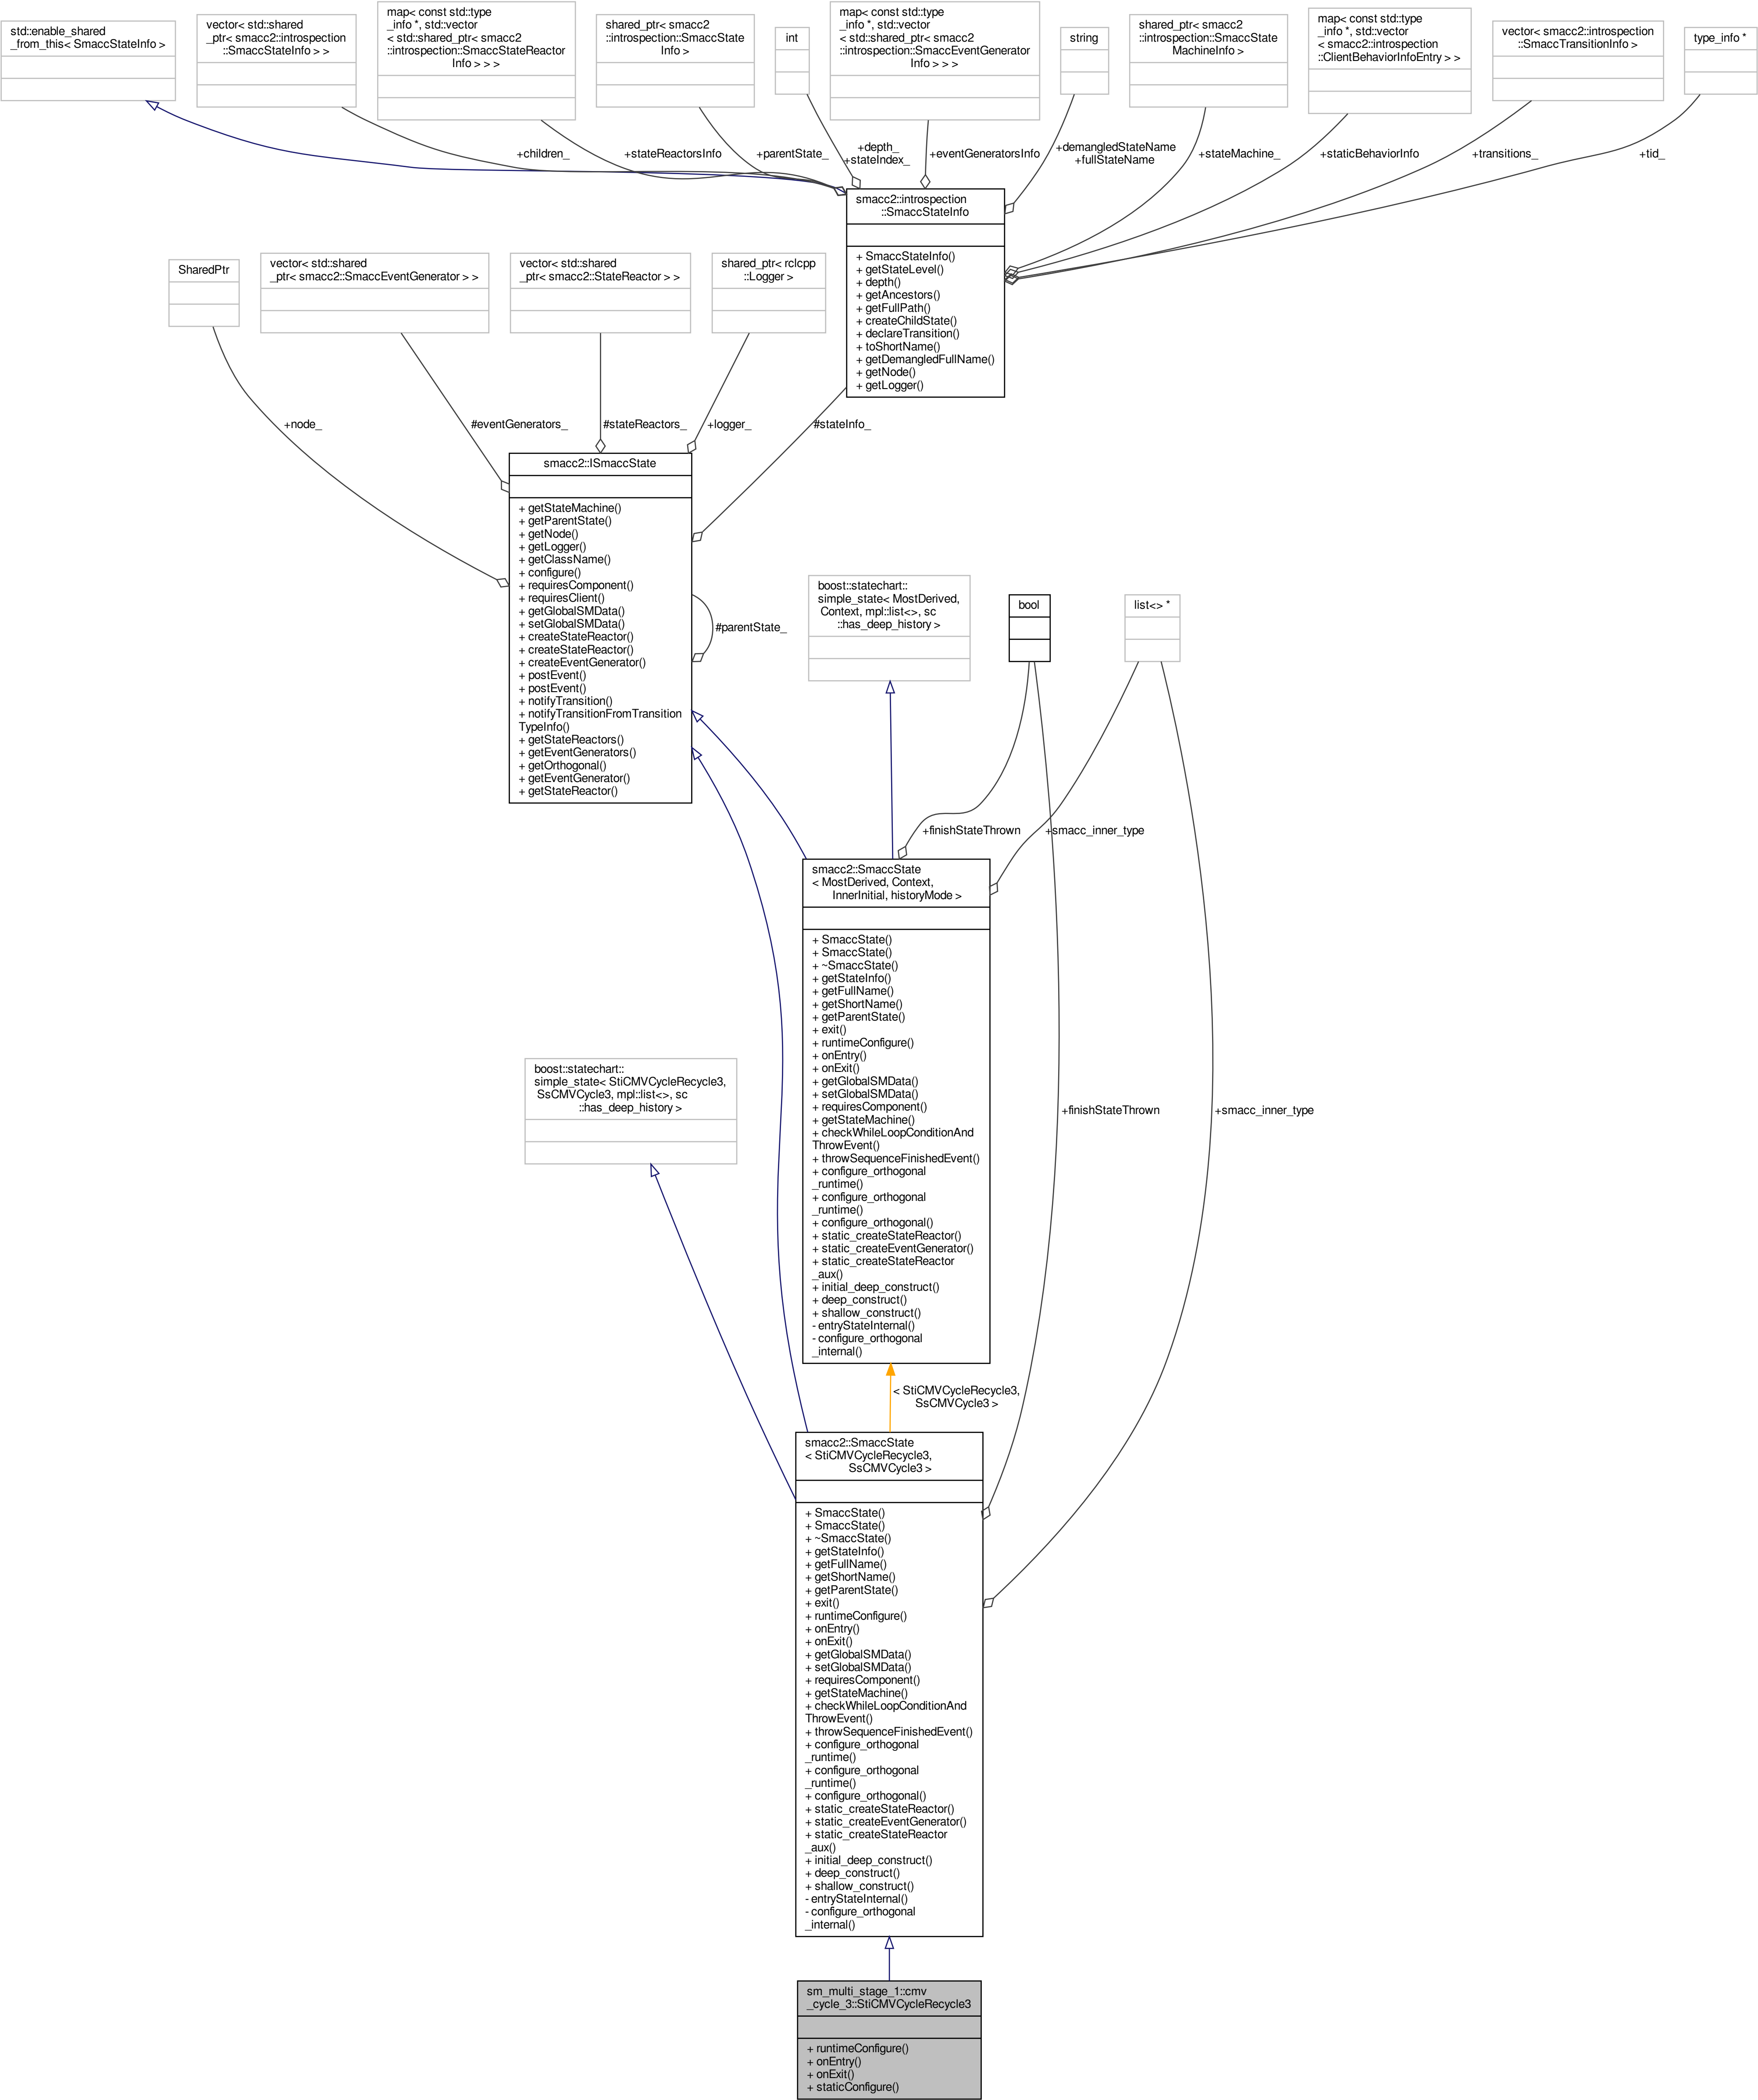 std::enable_shared
_from_this< SmaccStateInfo >
vector< std::shared
_ptr< smacc2::introspection
::SmaccStateInfo > >
map< const std::type
_info *, std::vector
< std::shared_ptr< smacc2
::introspection::SmaccStateReactor
Info > > >
shared_ptr< smacc2
::introspection::SmaccState
Info >
int
map< const std::type
_info *, std::vector
< std::shared_ptr< smacc2
::introspection::SmaccEventGenerator
Info > > >
string
shared_ptr< smacc2
::introspection::SmaccState
MachineInfo >
map< const std::type
_info *, std::vector
< smacc2::introspection
::ClientBehaviorInfoEntry > >
vector< smacc2::introspection
::SmaccTransitionInfo >
type_info *
+children_
+stateReactorsInfo
+parentState_
+depth_
+stateIndex_
+eventGeneratorsInfo
+demangledStateName
+fullStateName
+stateMachine_
+staticBehaviorInfo
+transitions_
+tid_
smacc2::introspection
::SmaccStateInfo
+ SmaccStateInfo()
+ getStateLevel()
+ depth()
+ getAncestors()
+ getFullPath()
+ createChildState()
+ declareTransition()
+ toShortName()
+ getDemangledFullName()
+ getNode()
+ getLogger()
SharedPtr
vector< std::shared
_ptr< smacc2::SmaccEventGenerator > >
vector< std::shared
_ptr< smacc2::StateReactor > >
shared_ptr< rclcpp
::Logger >
+node_
#eventGenerators_
#stateReactors_
+logger_
#stateInfo_
smacc2::ISmaccState
+ getStateMachine()
+ getParentState()
+ getNode()
+ getLogger()
+ getClassName()
+ configure()
+ requiresComponent()
+ requiresClient()
+ getGlobalSMData()
+ setGlobalSMData()
+ createStateReactor()
+ createStateReactor()
+ createEventGenerator()
+ postEvent()
+ postEvent()
+ notifyTransition()
+ notifyTransitionFromTransition
TypeInfo()
+ getStateReactors()
+ getEventGenerators()
+ getOrthogonal()
+ getEventGenerator()
+ getStateReactor()
#parentState_
boost::statechart::
simple_state< MostDerived,
Context, mpl::list<>, sc
::has_deep_history >
bool
list<> *
+finishStateThrown
+smacc_inner_type
smacc2::SmaccState
< MostDerived, Context,
InnerInitial, historyMode >
+ SmaccState()
+ SmaccState()
+ ~SmaccState()
+ getStateInfo()
+ getFullName()
+ getShortName()
+ getParentState()
+ exit()
+ runtimeConfigure()
+ onEntry()
+ onExit()
+ getGlobalSMData()
+ setGlobalSMData()
+ requiresComponent()
+ getStateMachine()
+ checkWhileLoopConditionAnd
ThrowEvent()
+ throwSequenceFinishedEvent()
+ configure_orthogonal
_runtime()
+ configure_orthogonal
_runtime()
+ configure_orthogonal()
+ static_createStateReactor()
+ static_createEventGenerator()
+ static_createStateReactor
_aux()
+ initial_deep_construct()
+ deep_construct()
+ shallow_construct()
- entryStateInternal()
- configure_orthogonal
_internal()
boost::statechart::
simple_state< StiCMVCycleRecycle3,
SsCMVCycle3, mpl::list<>, sc
::has_deep_history >
+finishStateThrown
+smacc_inner_type
< StiCMVCycleRecycle3,
SsCMVCycle3 >
smacc2::SmaccState
< StiCMVCycleRecycle3,
SsCMVCycle3 >
+ SmaccState()
+ SmaccState()
+ ~SmaccState()
+ getStateInfo()
+ getFullName()
+ getShortName()
+ getParentState()
+ exit()
+ runtimeConfigure()
+ onEntry()
+ onExit()
+ getGlobalSMData()
+ setGlobalSMData()
+ requiresComponent()
+ getStateMachine()
+ checkWhileLoopConditionAnd
ThrowEvent()
+ throwSequenceFinishedEvent()
+ configure_orthogonal
_runtime()
+ configure_orthogonal
_runtime()
+ configure_orthogonal()
+ static_createStateReactor()
+ static_createEventGenerator()
+ static_createStateReactor
_aux()
+ initial_deep_construct()
+ deep_construct()
+ shallow_construct()
- entryStateInternal()
- configure_orthogonal
_internal()
sm_multi_stage_1::cmv
_cycle_3::StiCMVCycleRecycle3
+ runtimeConfigure()
+ onEntry()
+ onExit()
+ staticConfigure()